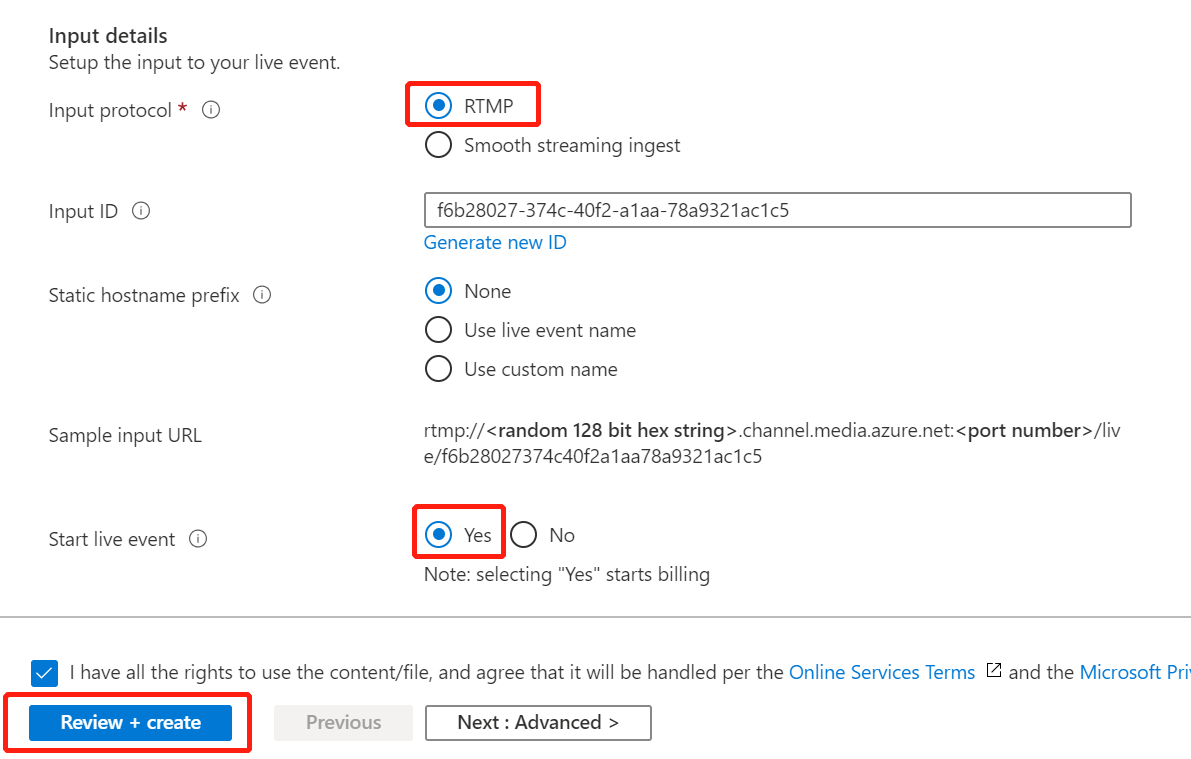 Input details
Setup the input to your live event.
Input protocol *
RTMP
Smooth streaming ingest
Input ID
f6b28027-374c-40f2-a1aa-78a9321ac1c5
Generate new ID
Static hostname prefix
None
Use live event name
Use custom name
Sample input URL
rtmp://<random 128 bit hex string>.channel.media.azure.net:<port number>/liv
e/f6b28027374c40f2a1aa78a9321ac1c5
Start live event
Yes No
Note: selecting "Yes" starts billing
I have all the rights to use the content/file, and agree that it will be handled per the Online Services Terms and the Microsoft Pri
Review + create Previous Next : Advanced >